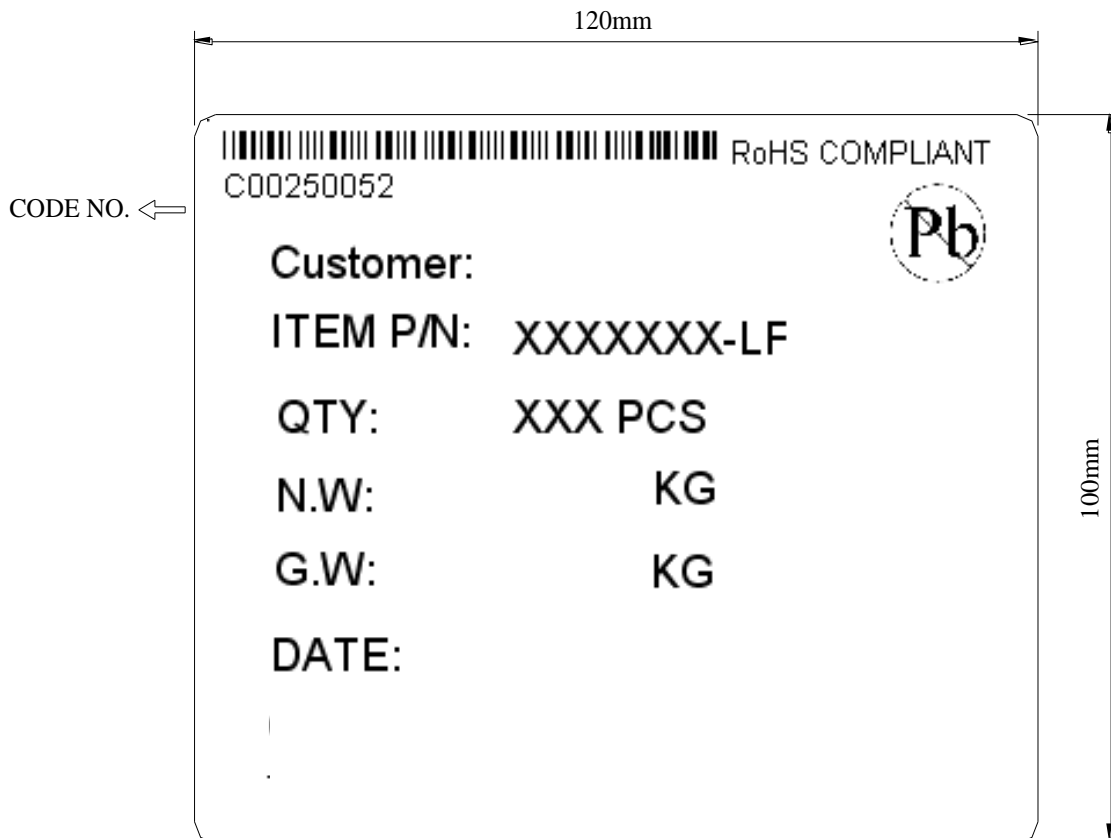 120mm
RoHS COMPLIANT
C00250052
CODE NO.
Pb
Customer:
ITEM P/N: XXXXXXX-LF
QTY: XXX PCS
N.W: KG
G.W: KG
DATE:
100mm